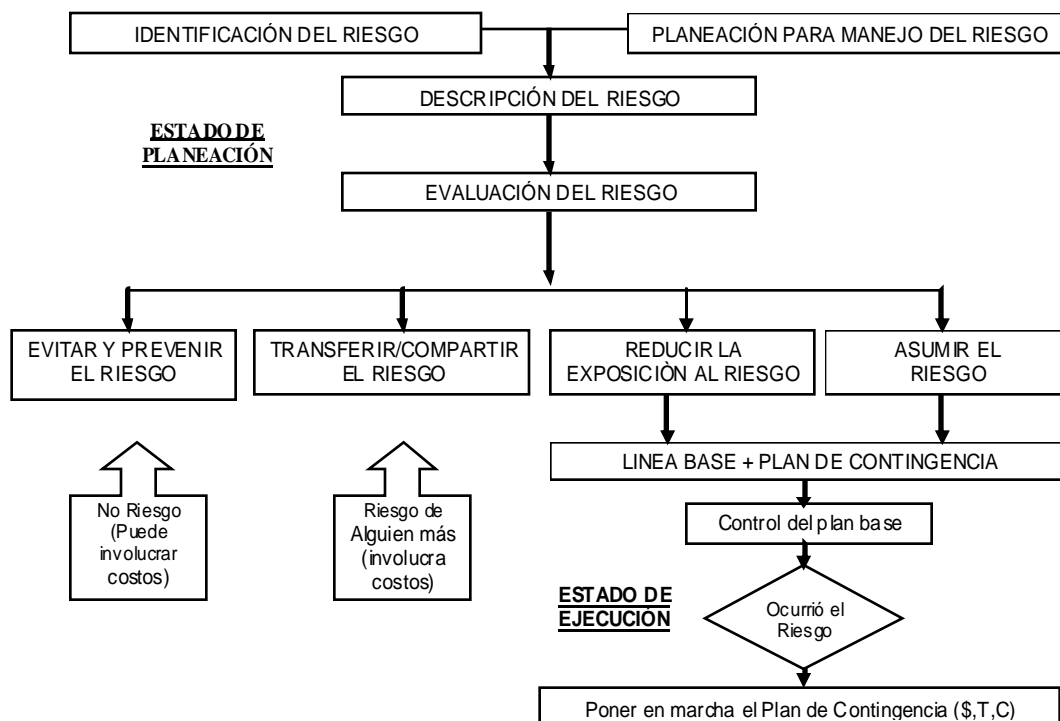 IDENTIFICACIÓN DEL RIESGO
PLANEACIÓN PARA MANEJO DEL RIESGO
DESCRIPCIÓN DEL RIESGO
ESTADO DE
PLANEACIÓN
EVALUACIÓN DEL RIESGO
EVITAR Y PREVENIR
EL RIESGO
TRANSFERIR/COMPARTIR
EL RIESGO
REDUCIR LA
EXPOSICIÒN AL RIESGO
ASUMIR EL
RIESGO
LINEA BASE + PLAN DE CONTINGENCIA
No Riesgo
(Puede
involucrar
costos)
Riesgo de
Alguien más
(involucra
costos)
Control del plan base
ESTADO DE
EJECUCIÓN
Ocurrió el
Riesgo
Poner en marcha el Plan de Contingencia ($,T,C)